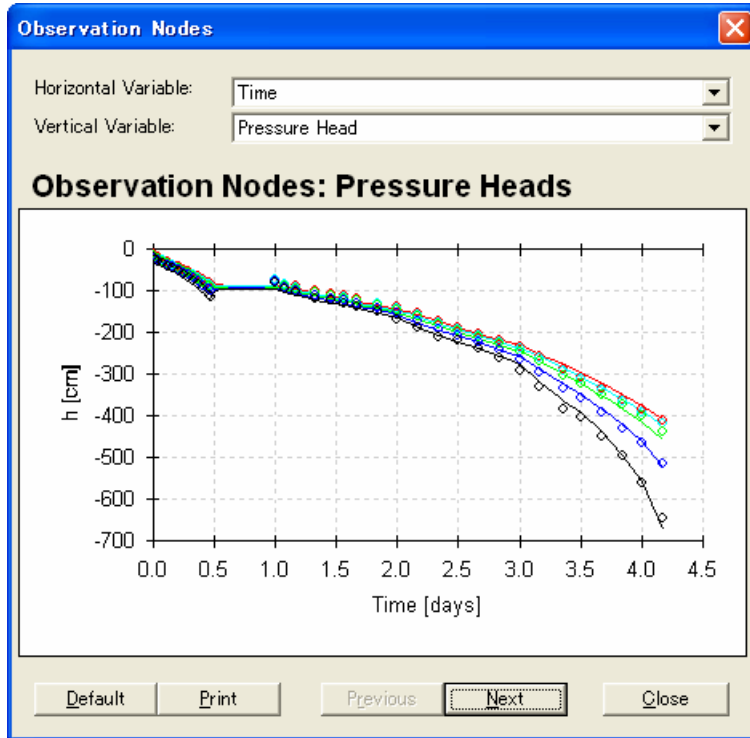 Observation Nodes
Horizontal Variable: Time
Vertical Variable: Pressure Head
Observation Nodes: Pressure Heads
0
-100
-200
-300
-400
-500
-600
-700
h [cm]
0.0 0.5 1.0 1.5 2.0 2.5 3.0 3.5 4.0 4.5
Time [days]
Default Print Previous Next Close